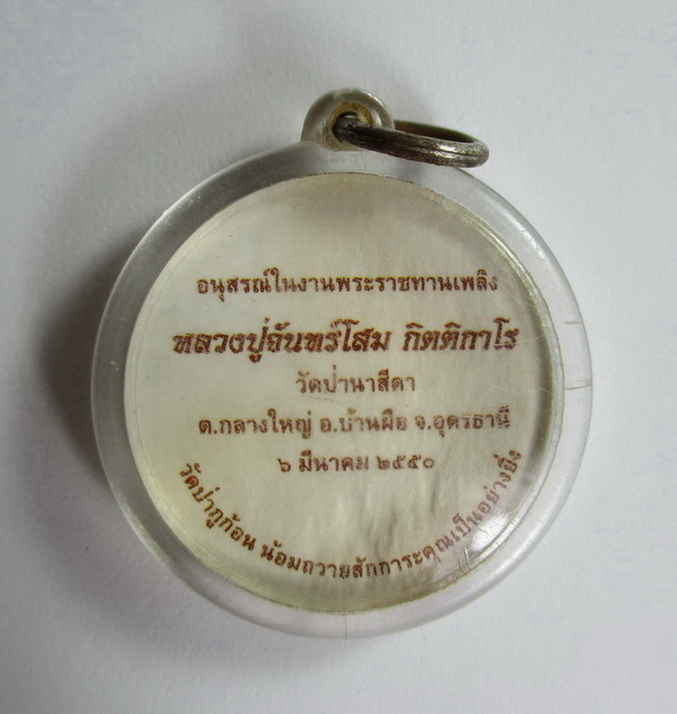 อนุสรณ์ในงานพระราชทานเพลิง
หลวงปู่จันทร์โสม กิตติกาโร
วัดป่านาสีดา
ต.กลางใหญ่ อ.บ้านผือ จ.อุดรธานี
๖ มีนาคม ๒๕๕๐
วัดป่าภูก้อน น้อมถวายสักการะคุณเป็นอย่างยิ่ง